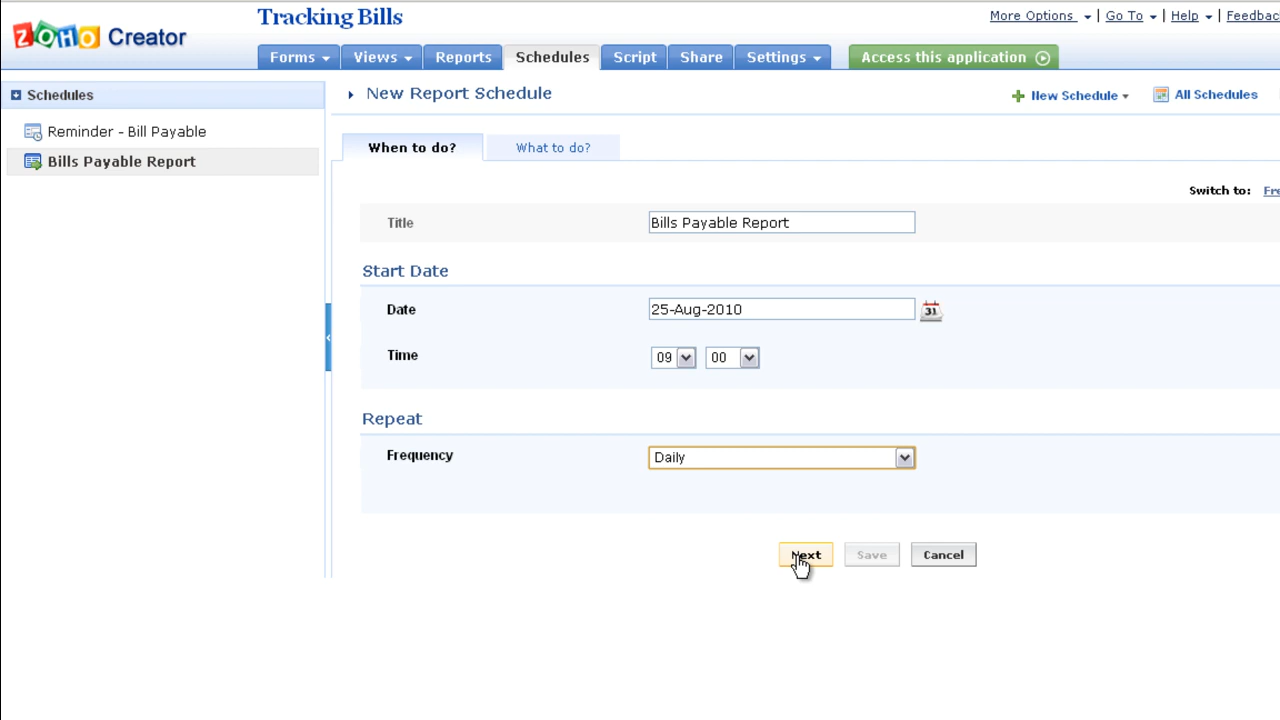 Tracking Bills
More Options | Go To | Help | Feedbac
ZOHO Creator
Forms Views Reports Schedules Script Share Settings Access this application
Schedules
New Report Schedule
New Schedule All Schedules
Reminder - Bill Payable
Bills Payable Report
When to do? What to do?
Switch to: Fre
Title Bills Payable Report
Start Date
Date 25-Aug-2010 31
Time 09 00
Repeat
Frequency Daily
Next Save Cancel